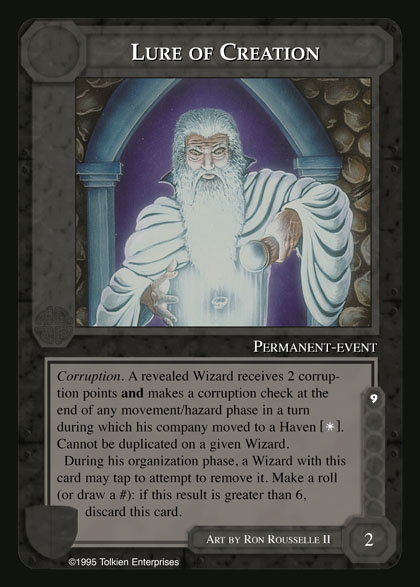 LURE OF CREATION
PERMANENT-EVENT
Corruption. A revealed Wizard receives 2 corrup-
tion points and makes a corruption check at the
end of any movement/hazard phase in a turn
during which his company moved to a Haven [☀].
Cannot be duplicated on a given Wizard.
During his organization phase, a Wizard with this
card may tap to attempt to remove it. Make a roll
(or draw a #): if this result is greater than 6,
discard this card.
9
ART BY RON ROUSSELLE II
2
©1995 Tolkien Enterprises